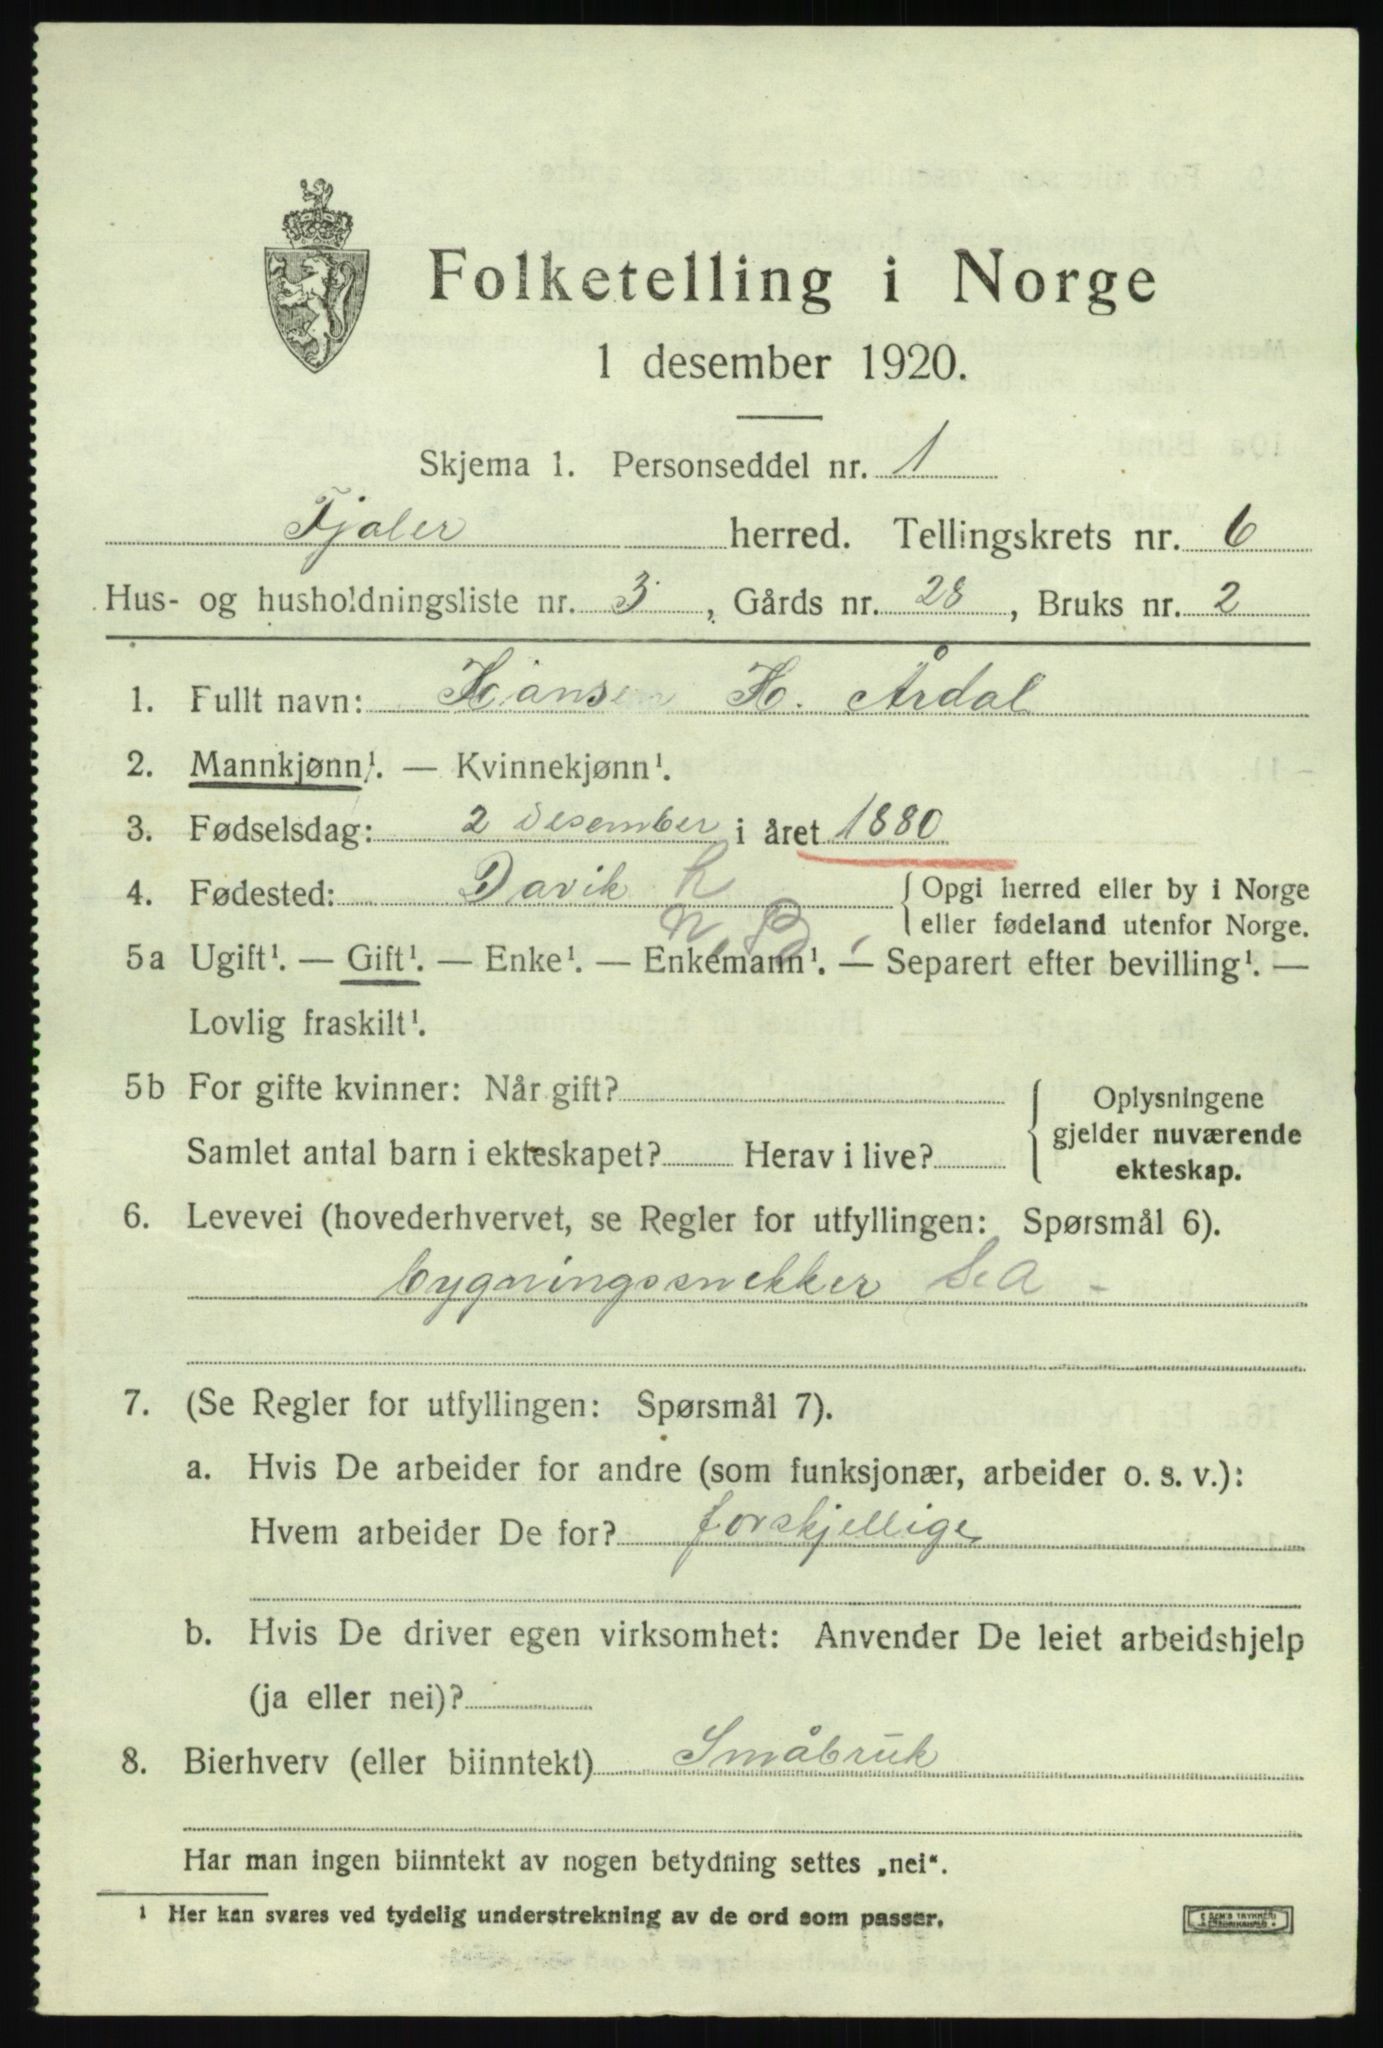 Folketelling i Norge
1 desember 1920.
Skjema 1. Personseddel nr. 1
Fjaler herred. Tellingskrets nr. 6
Hus- og husholdningsliste nr. 3, Gårds nr. 28, Bruks nr. 2
1. Fullt navn: Hansen H. Årdal
2. Mannkjønn¹. — Kvinnekjønn¹.
3. Fødselsdag: 2 desember i året 1880
4. Fødested: Davik h { Opgi herred eller by i Norge
eller fødeland utenfor Norge.
N. B.
5a Ugift¹. — Gift¹. — Enke¹. — Enkemann¹. — Separert efter bevilling¹. —
Lovlig fraskilt¹.
5b For gifte kvinner: Når gift? { Oplysningene
gjelder nuværende
Samlet antal barn i ekteskapet? Herav i live?
ekteskap.
6. Levevei (hovederhvervet, se Regler for utfyllingen: Spørsmål 6).
bygningssnekker
7. (Se Regler for utfyllingen: Spørsmål 7).
a. Hvis De arbeider for andre (som funksjonær, arbeider o. s. v.):
Hvem arbeider De for? forskjellige
b. Hvis De driver egen virksomhet: Anvender De leiet arbeidshjelp
(ja eller nei)?
8. Bierhverv (eller biinntekt) Småbruk
Har man ingen biinntekt av nogen betydning settes „nei“.
¹ Her kan svares ved tydelig understrekning av de ord som passer.